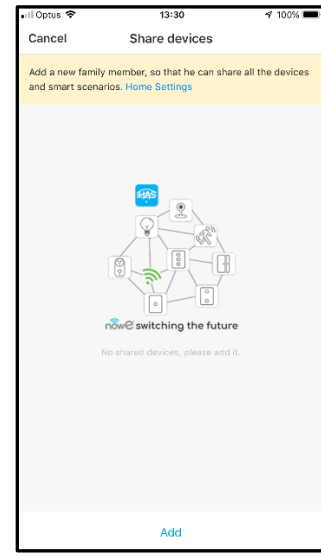 Optus 13:30 100%
Cancel Share devices
Add a new family member, so that he can share all the devices
and smart scenarios. Home Settings
IHAS
nowe switching the future
No shared devices, please add it.
Add